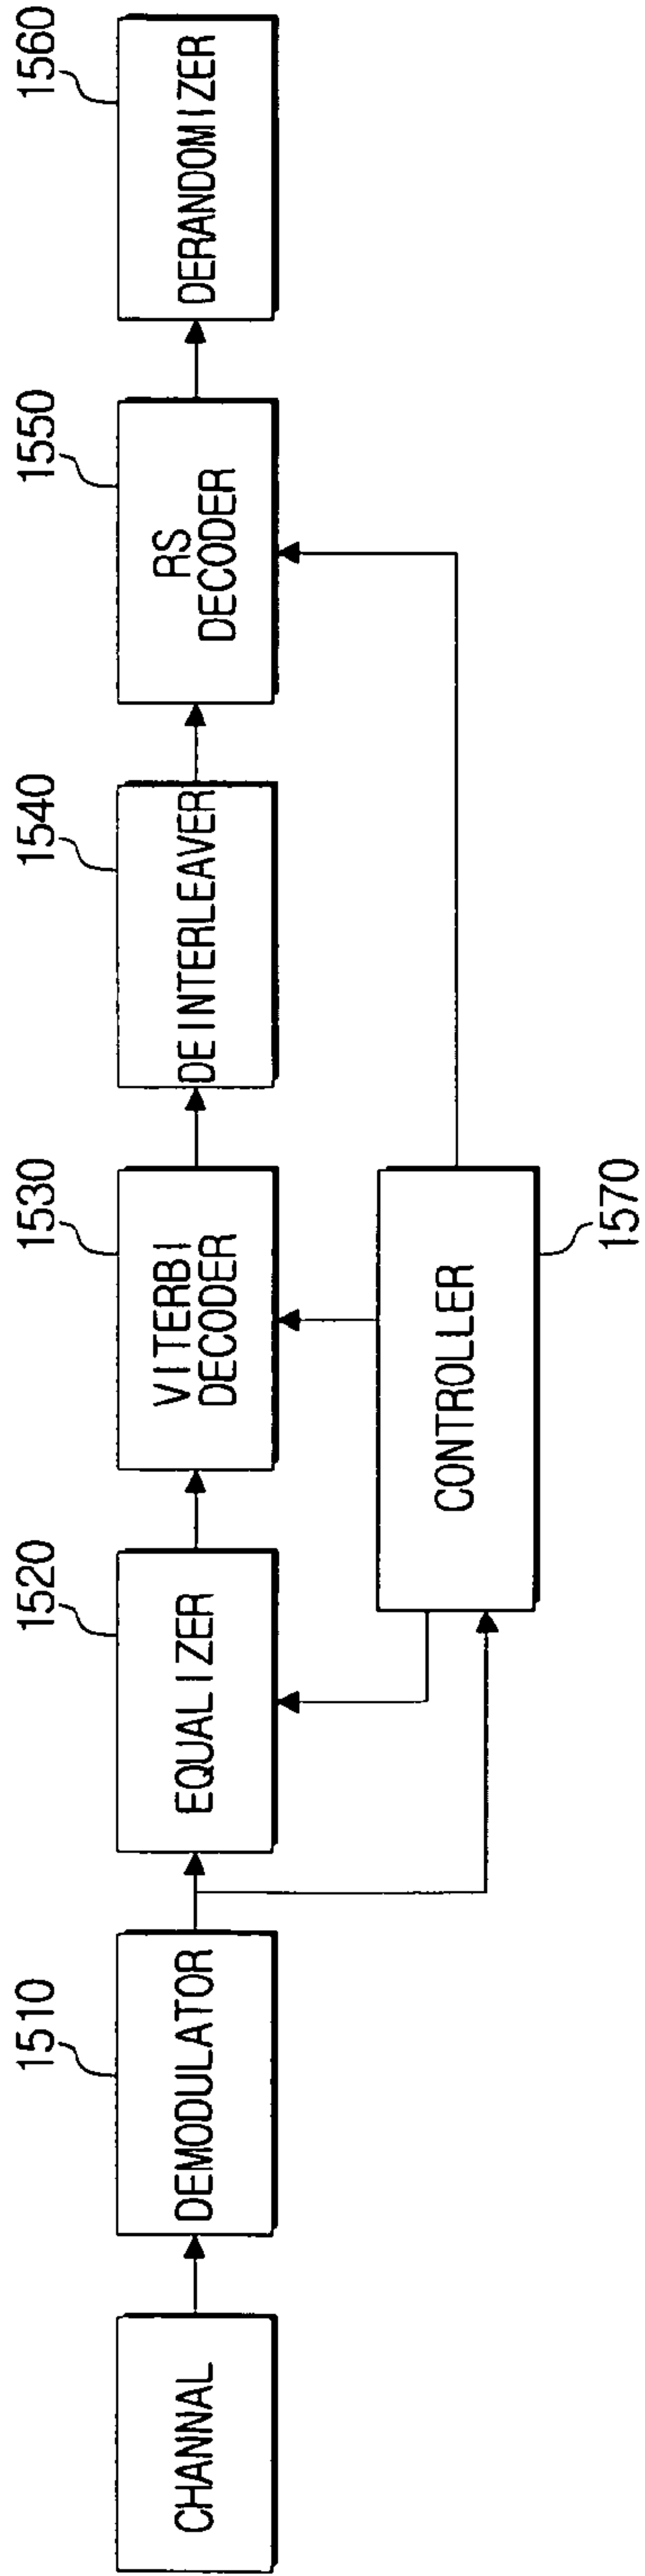 1510
1520
1530
1540
1550
1560
CHANNAL
DEMODULATOR
EQUALIZER
VITERBI
DECODER
DEINTERLEAVER
RS
DECODER
DERANDOMIZER
CONTROLLER
1570